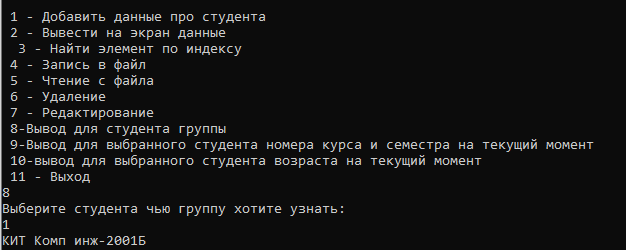 1 - Добавить данные про студента
2 - Вывести на экран данные
3 - Найти элемент по индексу
4 - Запись в файл
5 - Чтение с файла
6 - Удаление
7 - Редактирование
8-Вывод для студента группы
9-Вывод для выбранного студента номера курса и семестра на текущий момент
10-вывод для выбранного студента возраста на текущий момент
11 - Выход
8
Выберите студента чью группу хотите узнать:
1
КИТ Комп инж-2001Б